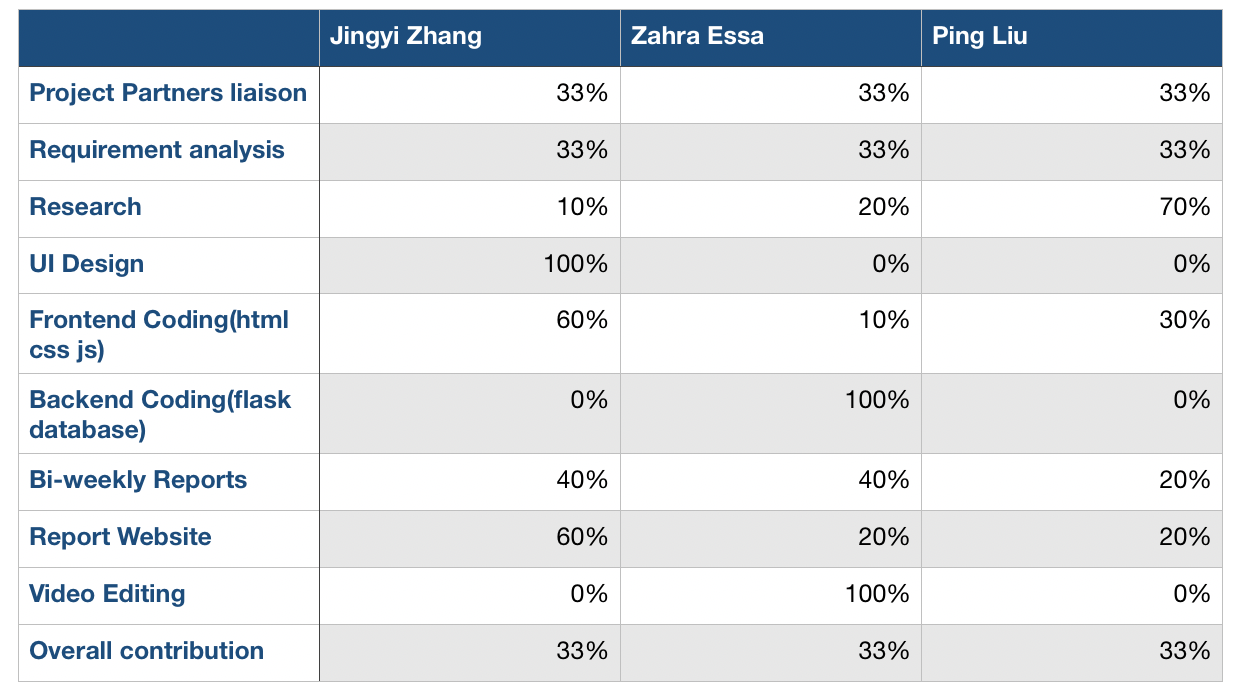 Jingyi Zhang Zahra Essa Ping Liu
Project Partners liaison 33% 33% 33%
Requirement analysis 33% 33% 33%
Research 10% 20% 70%
UI Design 100% 0% 0%
Frontend Coding(html 60% 10% 30%
css js)
Backend Coding(flask 0% 100% 0%
database)
Bi-weekly Reports 40% 40% 20%
Report Website 60% 20% 20%
Video Editing 0% 100% 0%
Overall contribution 33% 33% 33%